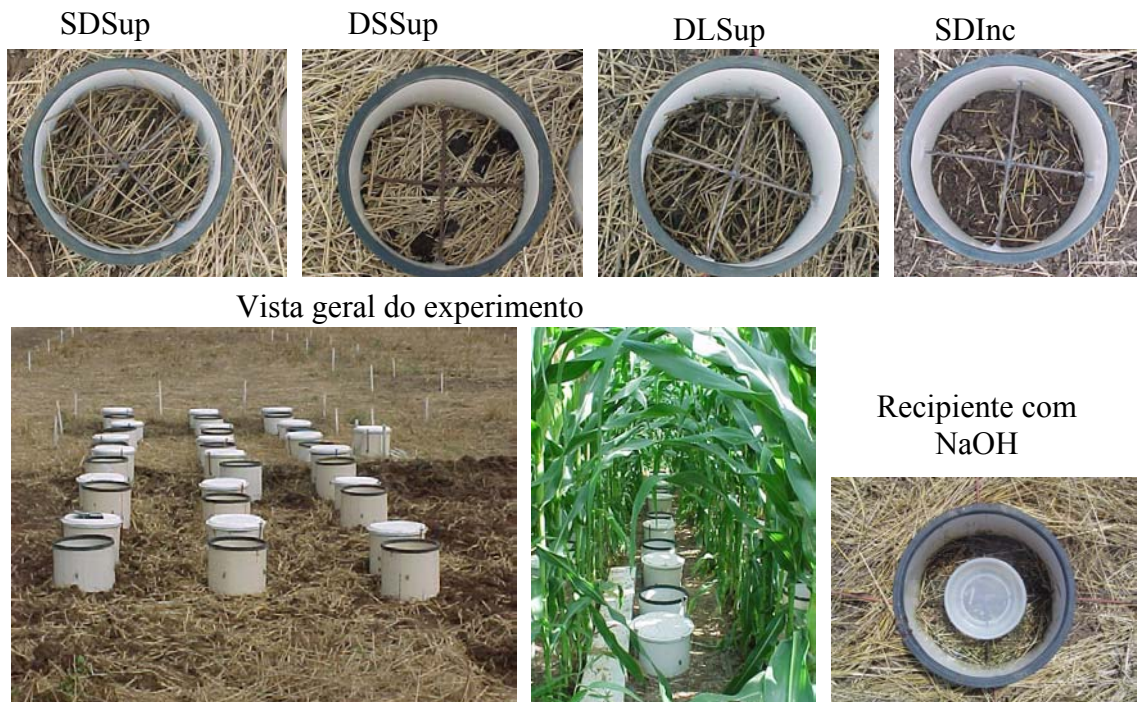 SDSup DSSup DLSup SDInc
Vista geral do experimento
Recipiente com
NaOH